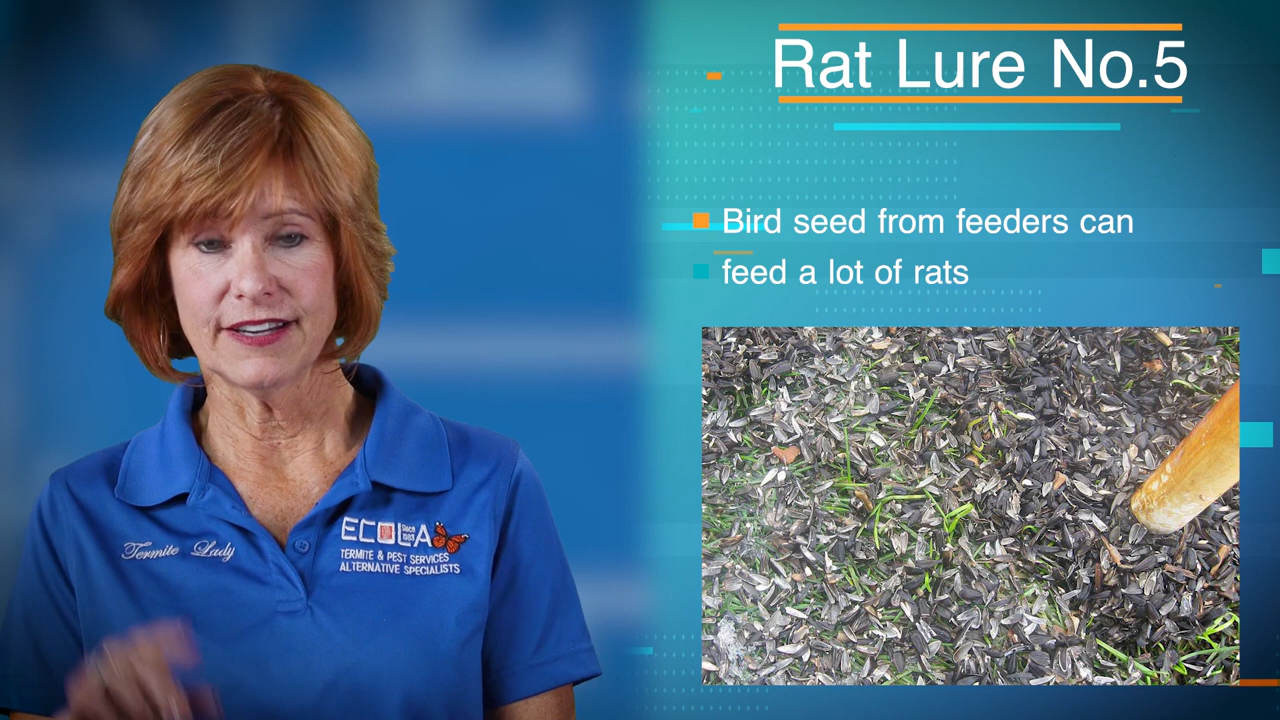 Rat Lure No.5
Bird seed from feeders can
feed a lot of rats
Termite Lady
ECOLA
Since
1983
TERMITE & PEST SERVICES
ALTERNATIVE SPECIALISTS